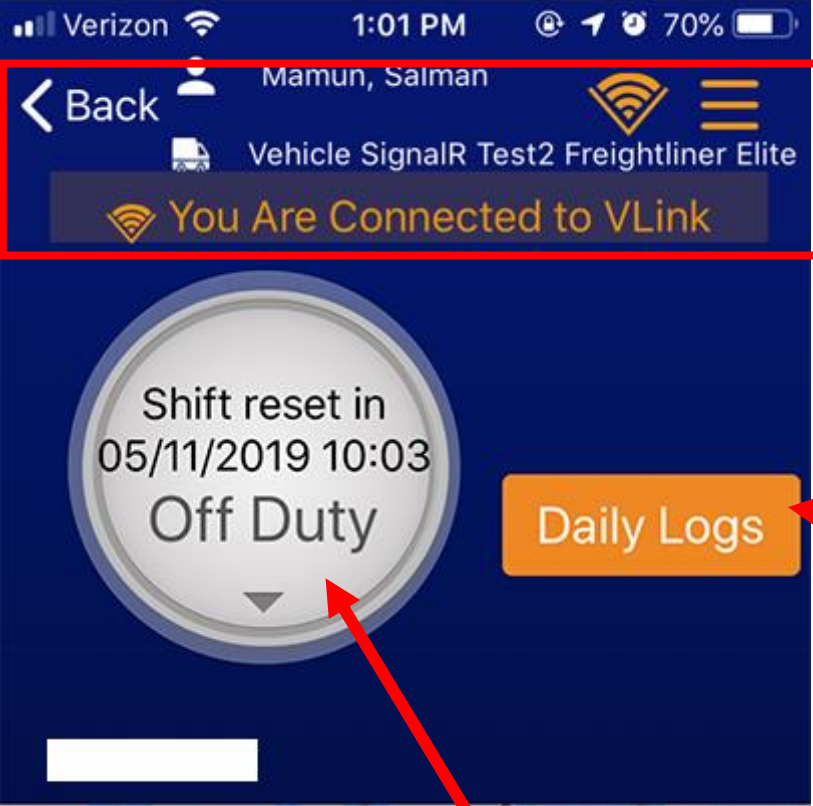 Verizon 1:01 PM 70%
Mamun, Salman
Back
Vehicle SignalR Test2 Freightliner Elite
You Are Connected to VLink
Shift reset in
05/11/2019 10:03
Off Duty
Daily Logs